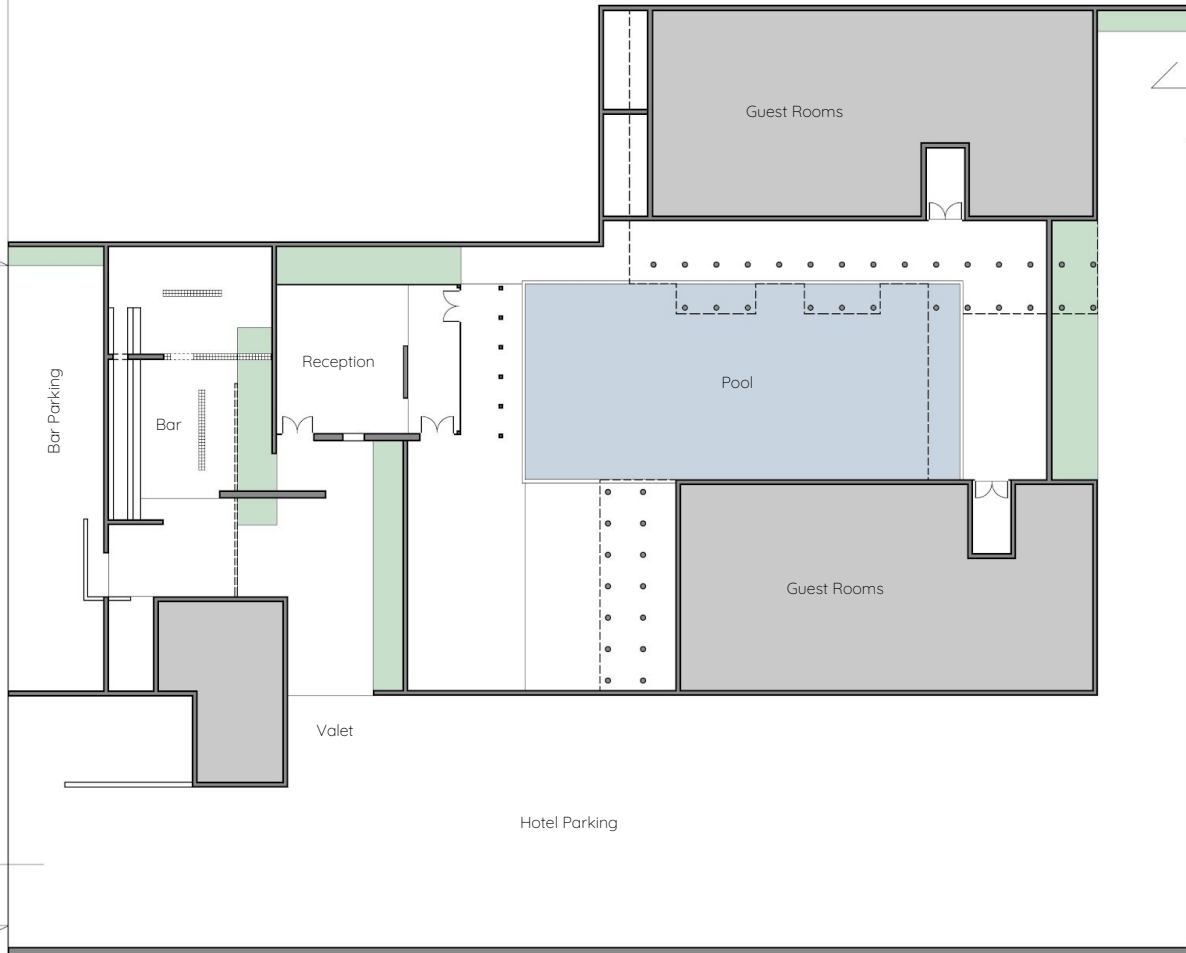 Guest Rooms
Reception
Pool
Bar Parking
Bar
Guest Rooms
Valet
Hotel Parking